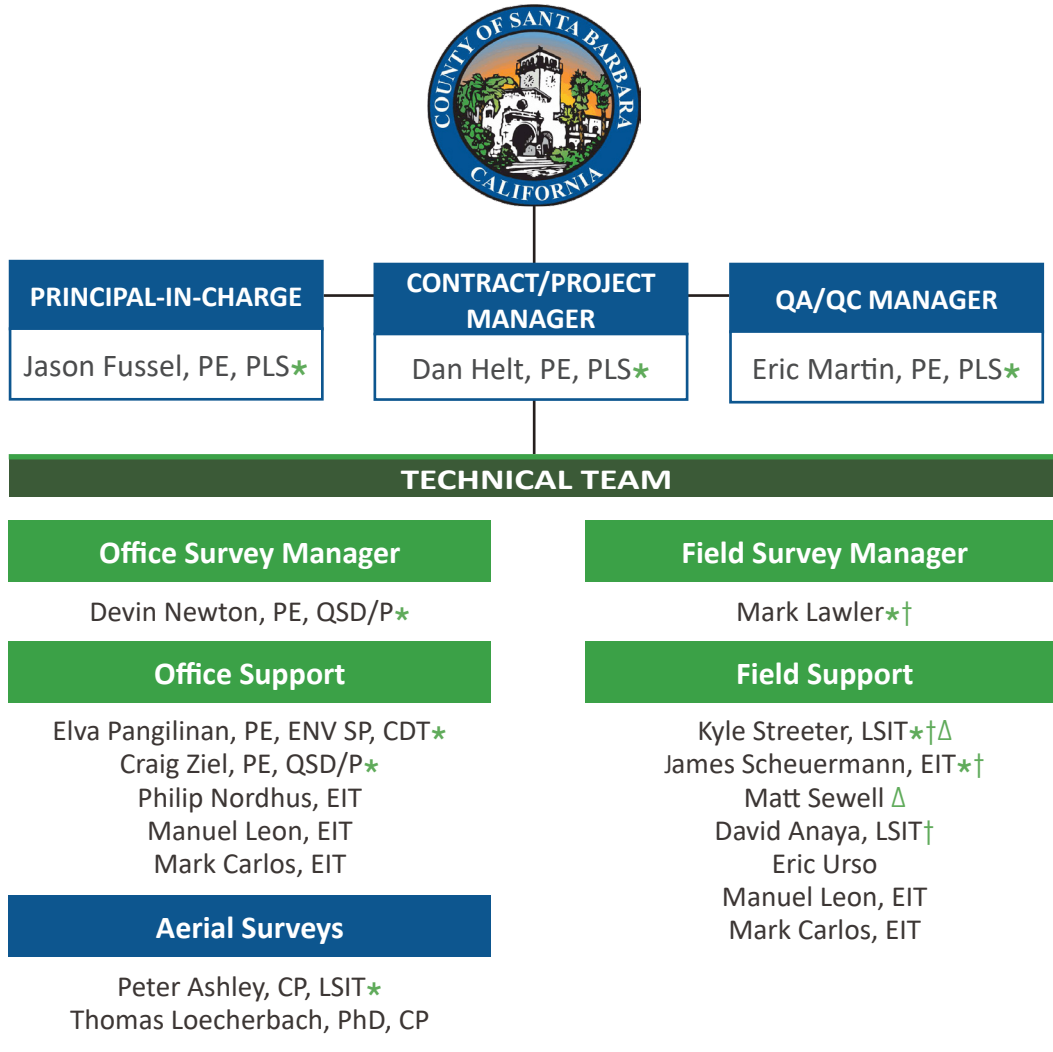 COUNTY OF SANTA BARBARA
CALIFORNIA
PRINCIPAL-IN-CHARGE
Jason Fussel, PE, PLS*
CONTRACT/PROJECT
MANAGER
Dan Helt, PE, PLS*
QA/QC MANAGER
Eric Martin, PE, PLS*
TECHNICAL TEAM
Office Survey Manager
Devin Newton, PE, QSD/P*
Office Support
Elva Pangilinan, PE, ENV SP, CDT*
Craig Ziel, PE, QSD/P*
Philip Nordhus, EIT
Manuel Leon, EIT
Mark Carlos, EIT
Aerial Surveys
Peter Ashley, CP, LSIT*
Thomas Loecherbach, PhD, CP
Field Survey Manager
Mark Lawler*†
Field Support
Kyle Streeter, LSIT*†Δ
James Scheuermann, EIT*†
Matt Sewell Δ
David Anaya, LSIT†
Eric Urso
Manuel Leon, EIT
Mark Carlos, EIT